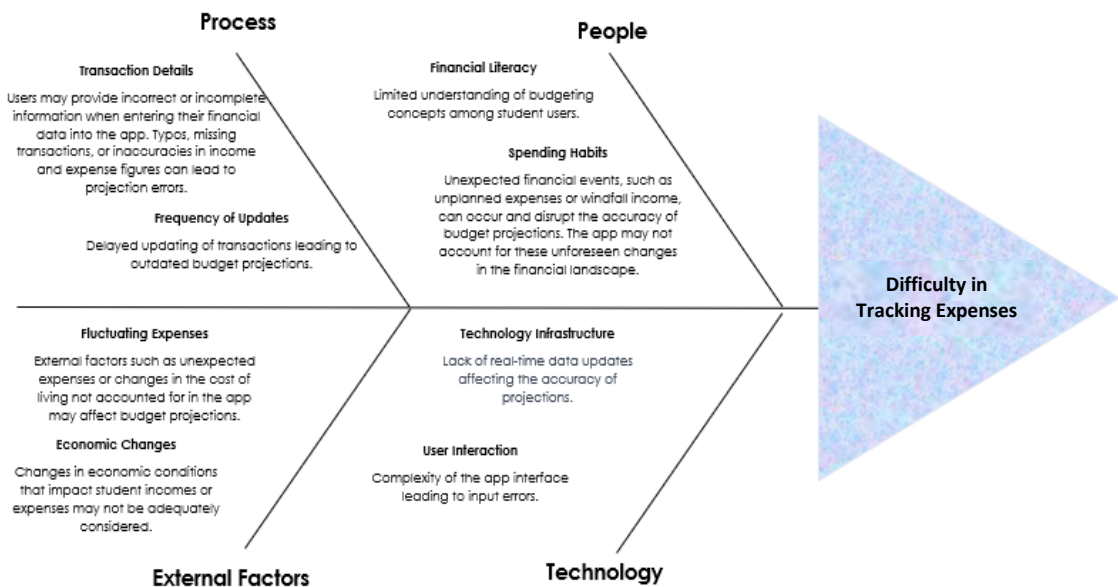 Process
Transaction Details
Users may provide incorrect or incomplete
information when entering their financial
data into the app. Typos, missing
transactions, or inaccuracies in income
and expense figures can lead to
projection errors.
Frequency of Updates
Delayed updating of transactions leading to
outdated budget projections.
People
Financial Literacy
Limited understanding of budgeting
concepts among student users.
Spending Habits
Unexpected financial events, such as
unplanned expenses or windfall income,
can occur and disrupt the accuracy of
budget projections. The app may not
account for these unforeseen changes
in the financial landscape.
Difficulty in
Tracking Expenses
Fluctuating Expenses
External factors such as unexpected
expenses or changes in the cost of
living not accounted for in the app
may affect budget projections.
Economic Changes
Changes in economic conditions
that impact student incomes or
expenses may not be adequately
considered.
External Factors
Technology Infrastructure
Lack of real-time data updates
affecting the accuracy of
projections.
User Interaction
Complexity of the app interface
leading to input errors.
Technology